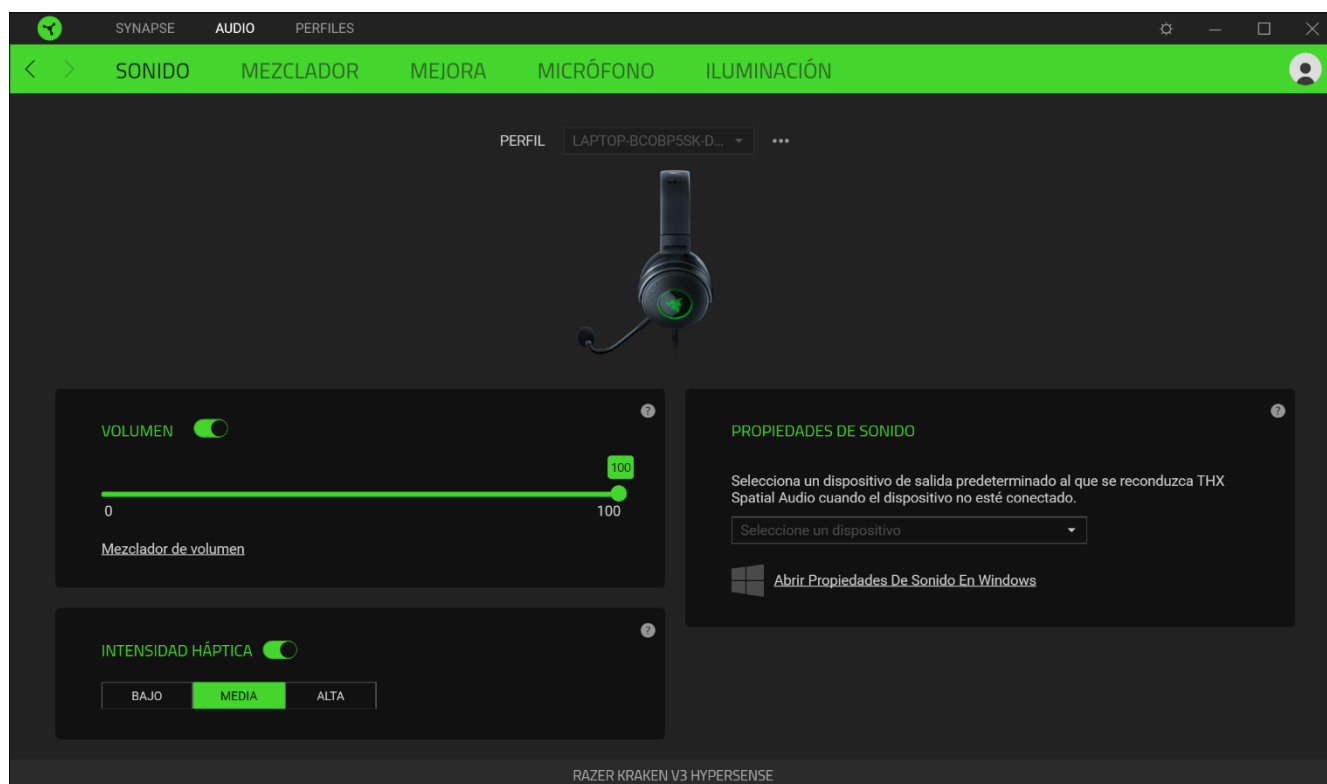 SYNAPSE AUDIO PERFILES
SONIDO MEZCLADOR MEJORA MICRÓFONO ILUMINACIÓN
PERFIL LAPTOP-BCOBP5SK-D...
VOLUMEN
100
0 100
Mezclador de volumen
PROPIEDADES DE SONIDO
Selecciona un dispositivo de salida predeterminado al que se reconduzca THX
Spatial Audio cuando el dispositivo no esté conectado.
Seleccione un dispositivo
Abrir Propiedades De Sonido En Windows
INTENSIDAD HÁPTICA
BAJO MEDIA ALTA
RAZER KRAKEN V3 HYPERSENSE